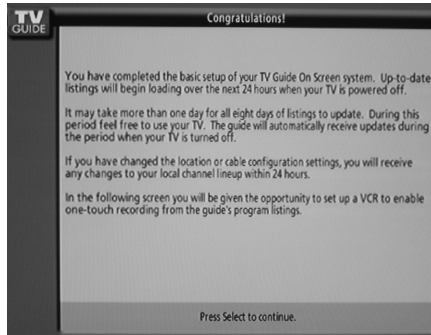 TV
GUIDE
Congratulations!
You have completed the basic setup of your TV Guide On Screen system. Up-to-date
listings will begin loading over the next 24 hours when your TV is powered off.
It may take more than one day for all eight days of listings to update. During this
period feel free to use your TV. The guide will automatically receive updates during
the period when your TV is turned off.
If you have changed the location or cable configuration settings, you will receive
any changes to your local channel lineup within 24 hours.
In the following screen you will be given the opportunity to set up a VCR to enable
one-touch recording from the guide's program listings.
Press Select to continue.